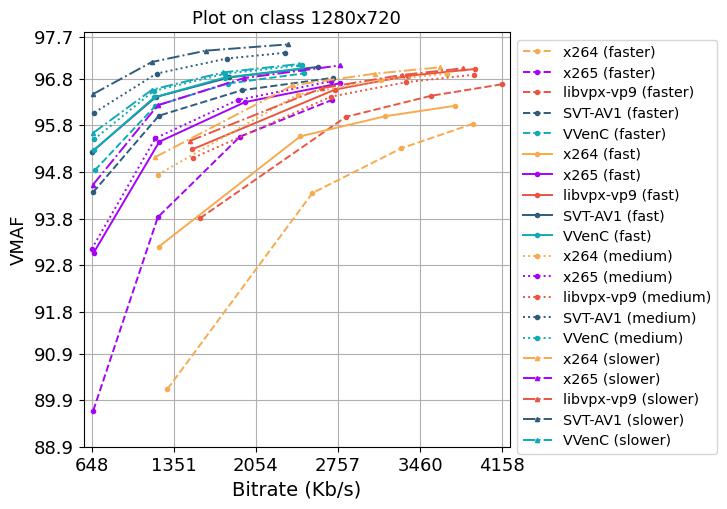 Plot on class 1280x720
97.7
96.8
95.8
94.8
93.8
92.8
91.8
90.9
89.9
88.9
VMAF
648 1351 2054 2757 3460 4158
Bitrate (Kb/s)
x264 (faster)
x265 (faster)
libvpx-vp9 (faster)
SVT-AV1 (faster)
VVenC (faster)
x264 (fast)
x265 (fast)
libvpx-vp9 (fast)
SVT-AV1 (fast)
VVenC (fast)
x264 (medium)
x265 (medium)
libvpx-vp9 (medium)
SVT-AV1 (medium)
VVenC (medium)
x264 (slower)
x265 (slower)
libvpx-vp9 (slower)
SVT-AV1 (slower)
VVenC (slower)